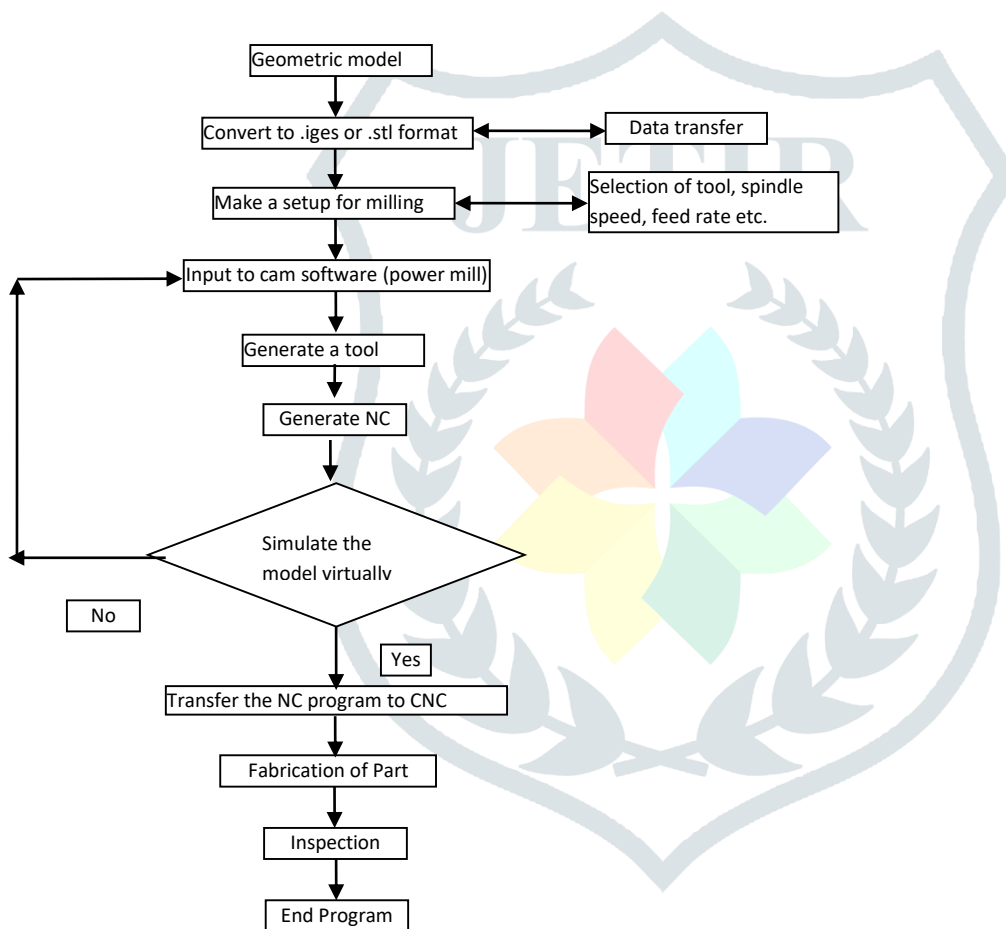 Geometric model
Convert to .iges or .stl format
Data transfer
JETIR
Make a setup for milling
Selection of tool, spindle
speed, feed rate etc.
Input to cam software (power mill)
Generate a tool
Generate NC
Simulate the
model virtually
No
Yes
Transfer the NC program to CNC
Fabrication of Part
Inspection
End Program